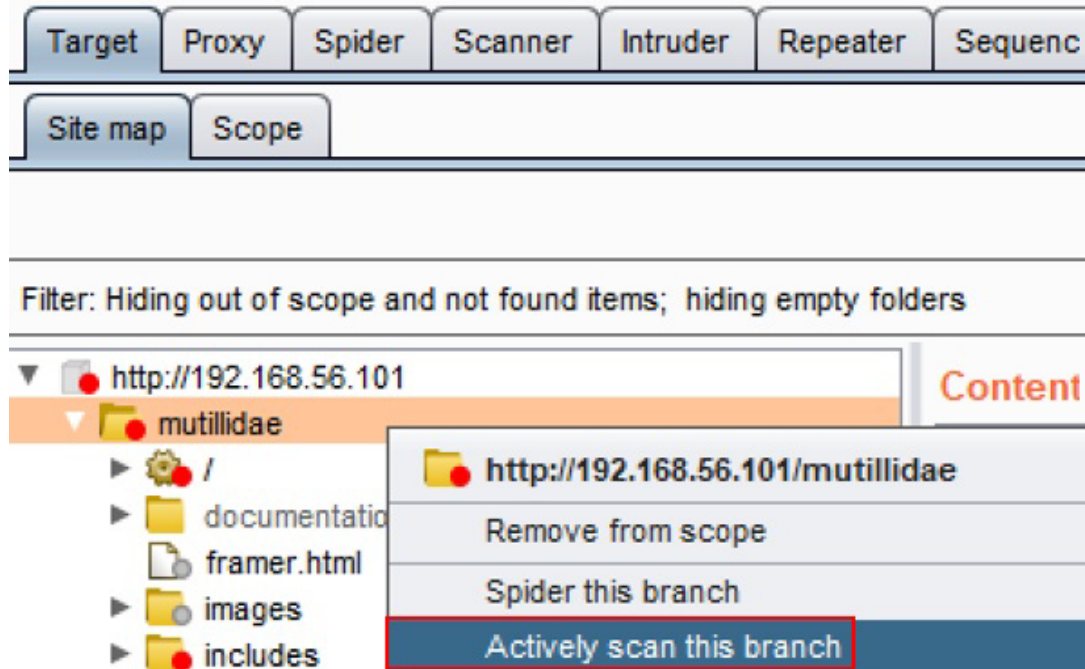 Target Proxy Spider Scanner Intruder Repeater Sequenc
Site map Scope
Filter: Hiding out of scope and not found items; hiding empty folders
http://192.168.56.101
Content
mutillidae
http://192.168.56.101/mutillidae
/
documentatio
Remove from scope
framer.html
Spider this branch
images
Actively scan this branch
includes